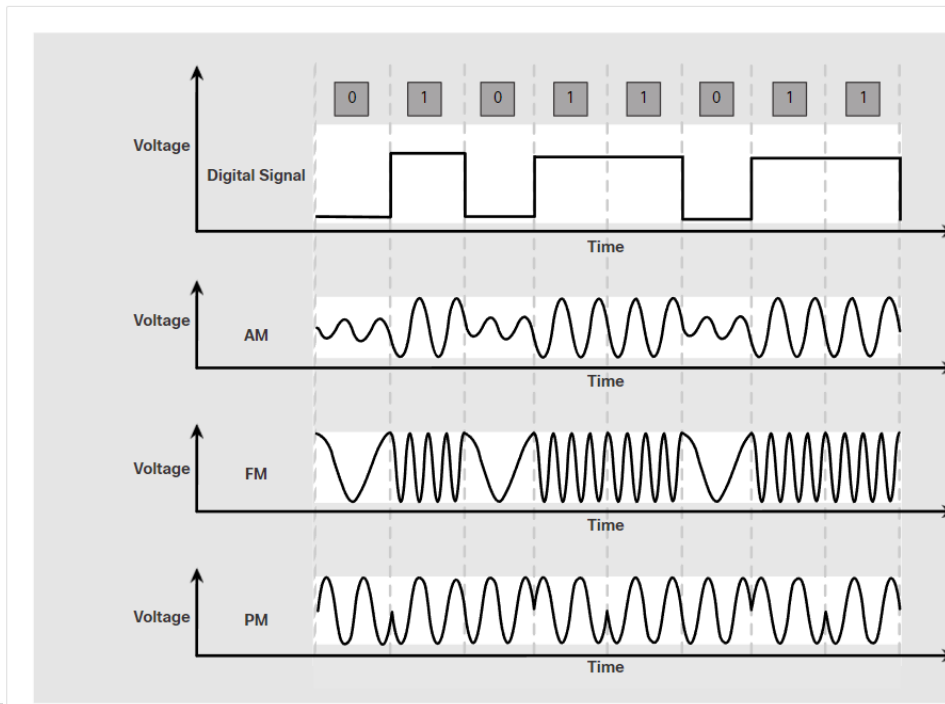 0 1 0 1 1 0 1 1
Voltage
Digital Signal
Time
Voltage
AM
Time
Voltage
FM
Time
Voltage
PM
Time